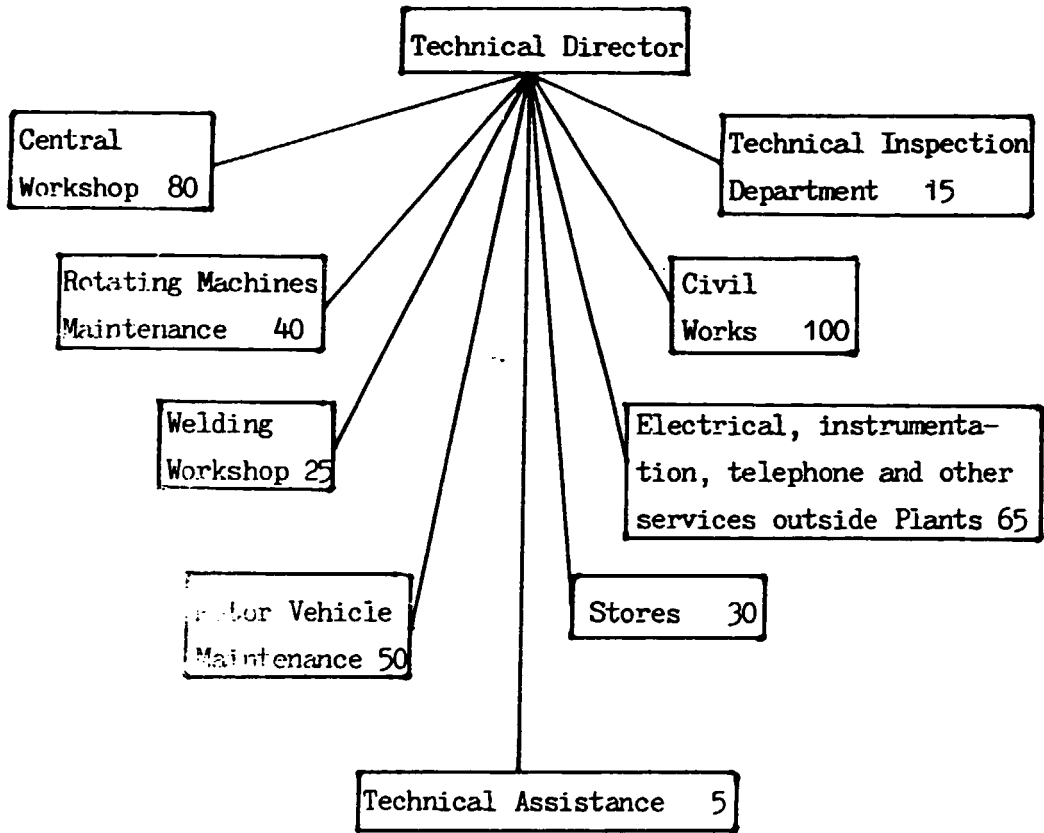 Technical Director
Central
Workshop 80
Technical Inspection
Department 15
Rotating Machines
Maintenance 40
Civil
Works 100
Welding
Workshop 25
Electrical, instrumenta-
tion, telephone and other
services outside Plants 65
Motor Vehicle
Maintenance 50
Stores 30
Technical Assistance 5